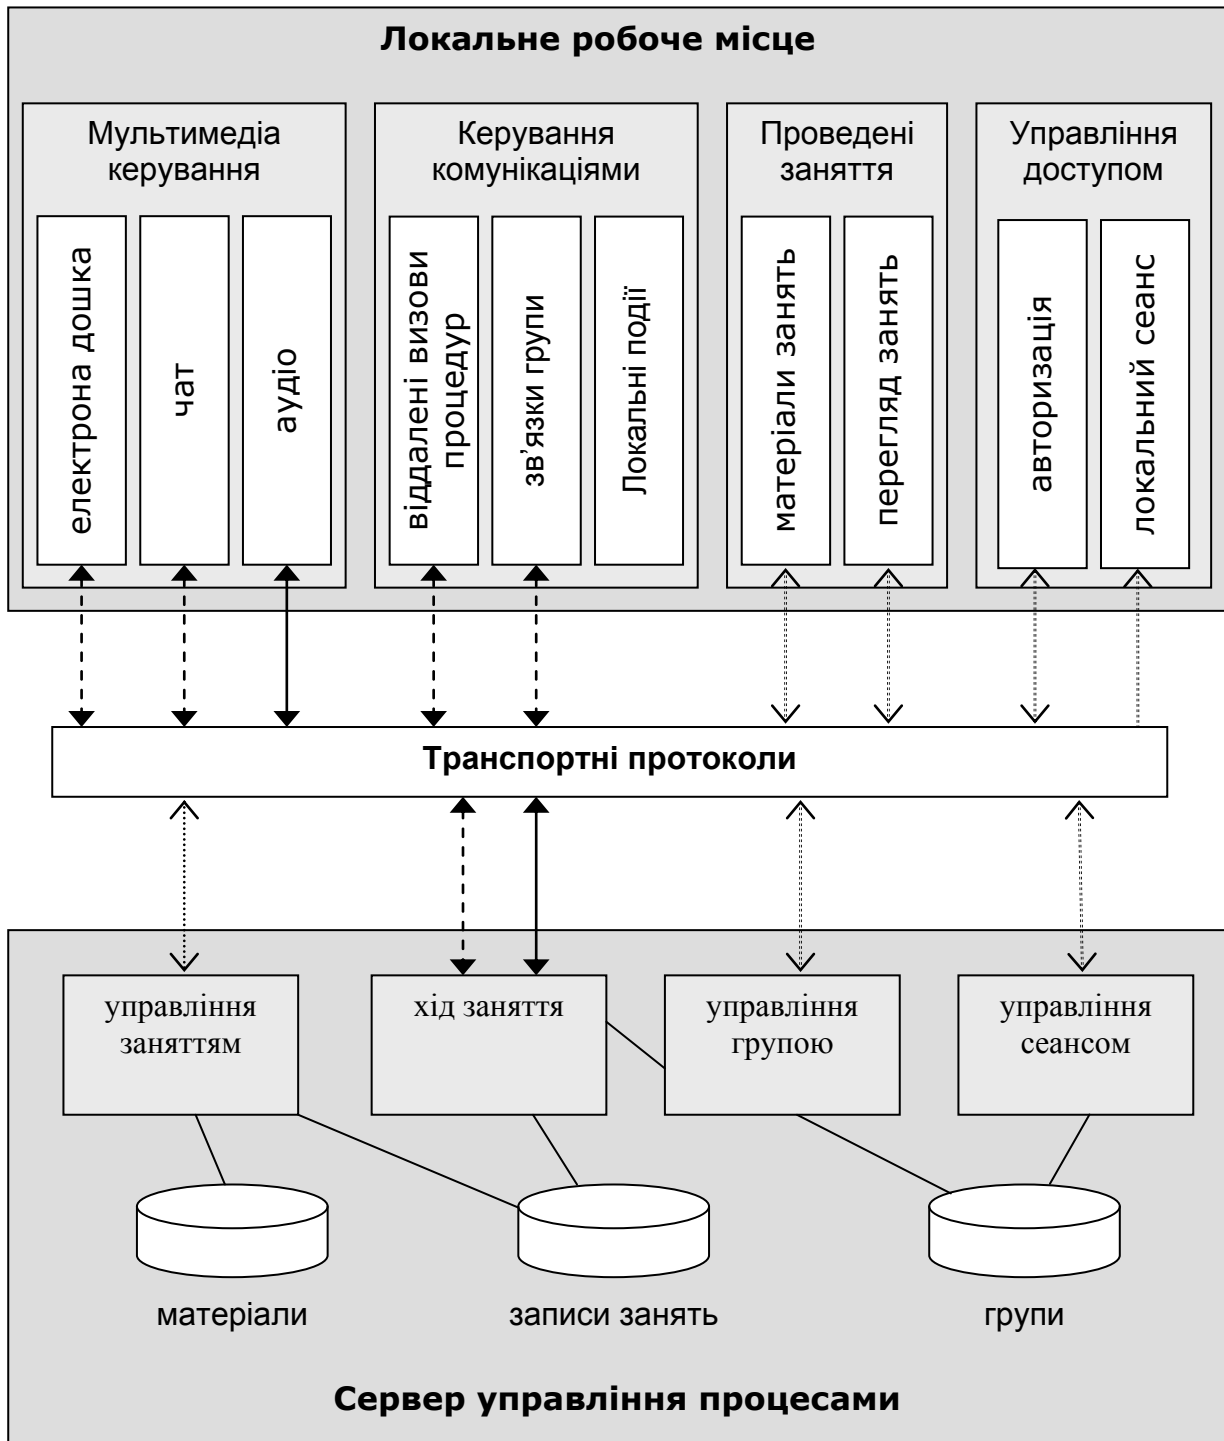 Локальне робоче місце
Мультимедіа
керування
електрона дошка
чат
аудіо
Керування
комунікаціями
віддалені визови
процедур
зв’язки групи
Локальні події
Проведені
заняття
матеріали занять
перегляд занять
Управління
доступом
авторизація
локальний сеанс
Транспортні протоколи
управління
заняттям
хід заняття
управління
групою
управління
сеансом
матеріали
записи занять
групи
Сервер управління процесами